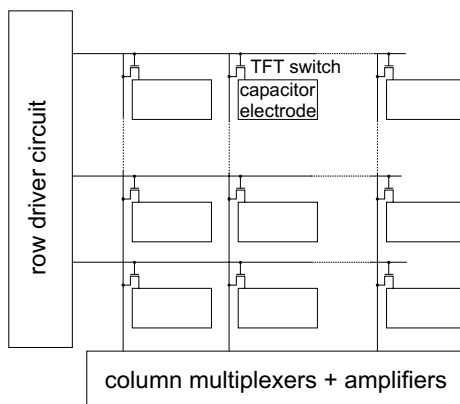 row driver circuit
TFT switch
capacitor
electrode
column multiplexers + amplifiers